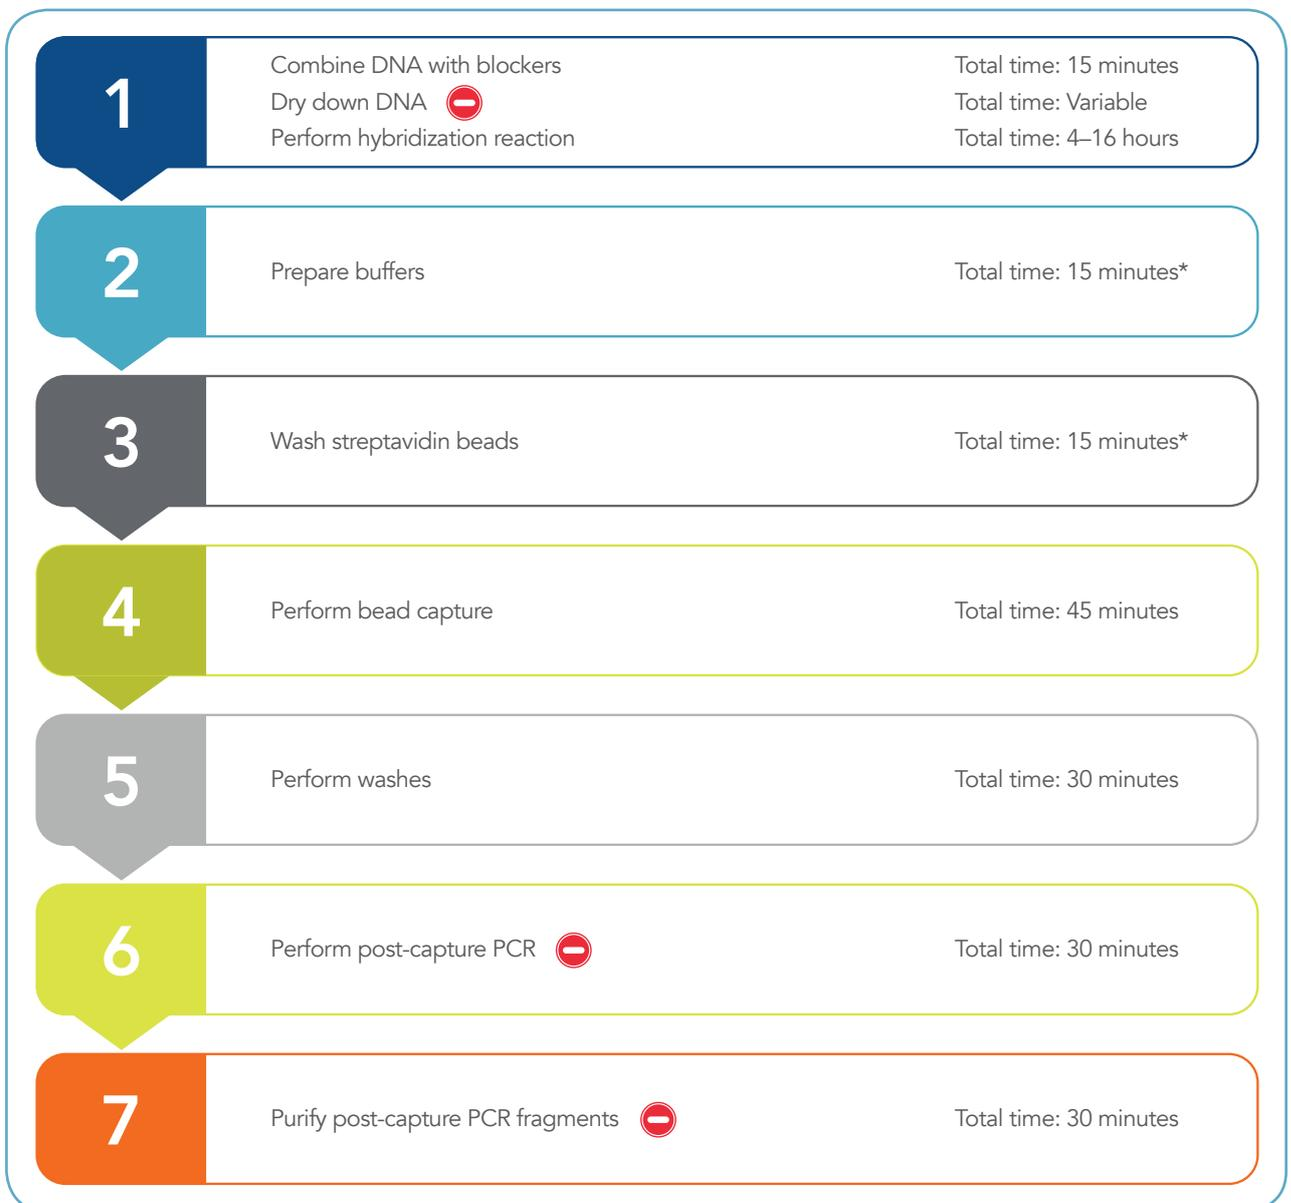 1
Combine DNA with blockers Total time: 15 minutes
Dry down DNA Total time: Variable
Perform hybridization reaction Total time: 4–16 hours
2
Prepare buffers Total time: 15 minutes*
3
Wash streptavidin beads Total time: 15 minutes*
4
Perform bead capture Total time: 45 minutes
5
Perform washes Total time: 30 minutes
6
Perform post-capture PCR Total time: 30 minutes
7
Purify post-capture PCR fragments Total time: 30 minutes